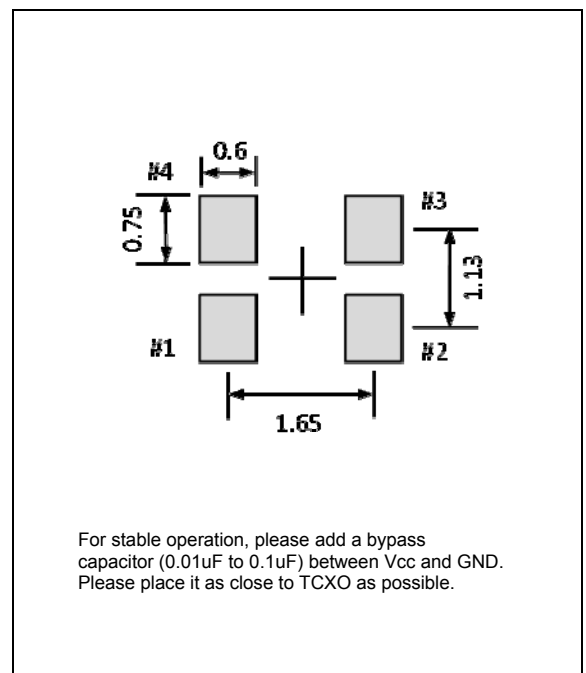 0.6
#4
#3
0.75
1.13
#1
#2
1.65
For stable operation, please add a bypass
capacitor (0.01uF to 0.1uF) between Vcc and GND.
Please place it as close to TCXO as possible.